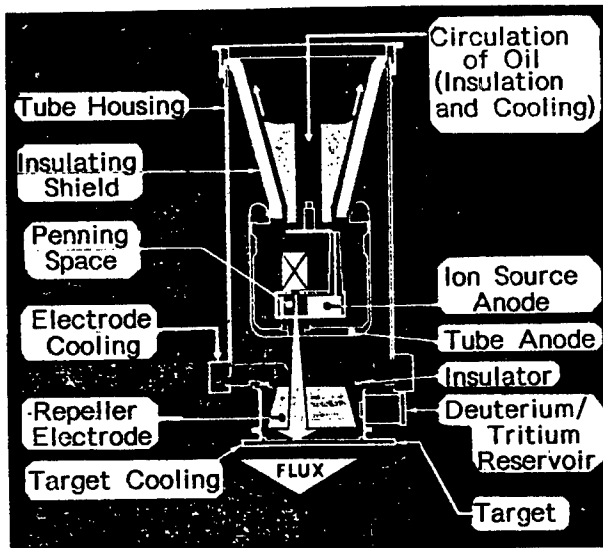 Circulation
of Oil
(Insulation
and Cooling)
Tube Housing
Insulating
Shield
Penning
Space
Electrode
Cooling
Repeller
Electrode
Target Cooling
Ion Source
Anode
Tube Anode
Insulator
Deuterium/
Tritium
Reservoir
Target
FLUX